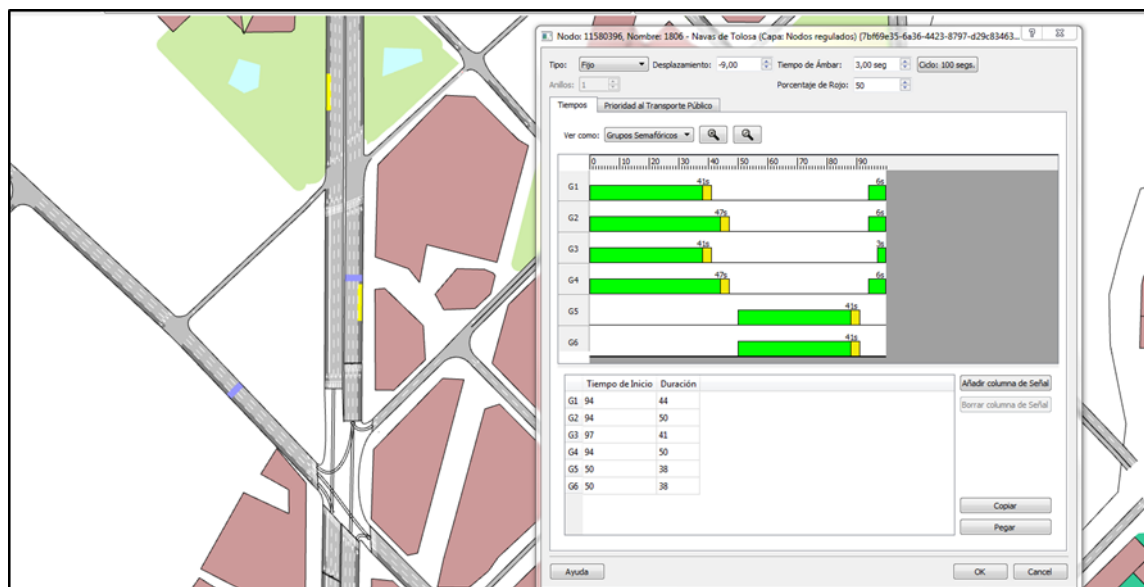 Nodo: 11580396, Nombre: 1806 - Navas de Tolosa (Capa: Nodos regulados) (7bf69e35-6a36-4423-8797-d29c83463...
Tipo: Fijo Desplazamiento: -9,00 Tiempo de Ámbar: 3,00 seg Ciclo: 100 segs.
Anillos: 1 Porcentaje de Rojo: 50
Tiempos Prioridad al Transporte Público
Ver como: Grupos Semafóricos
0 10 20 30 40 50 60 70 80 90
G1 41s 6s
G2 47s 6s
G3 41s 3s
G4 47s 6s
G5 41s
G6 41s
Tiempo de Inicio Duración
G1 94 44
G2 94 50
G3 97 41
G4 94 50
G5 50 38
G6 50 38
Añadir columna de Señal
Borrar columna de Señal
Copiar
Pegar
Ayuda OK Cancel